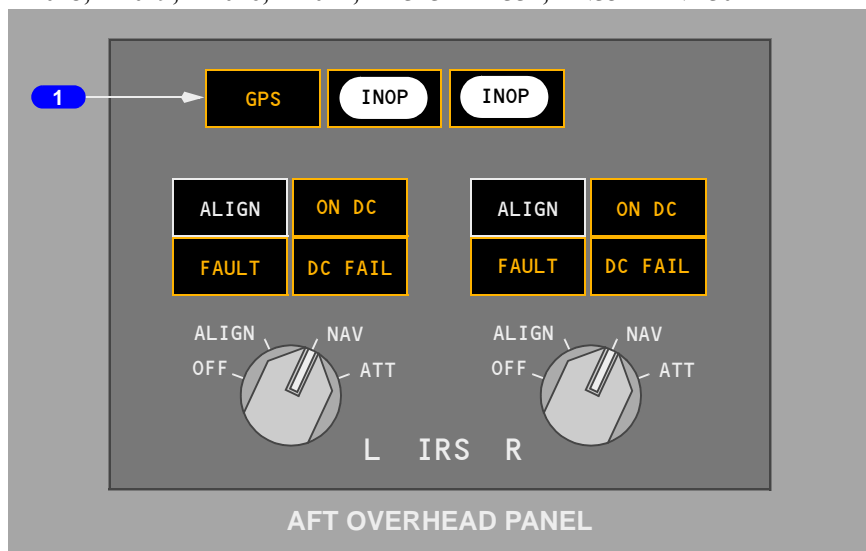 1
GPS INOP INOP
ALIGN ON DC ALIGN ON DC
FAULT DC FAIL FAULT DC FAIL
ALIGN NAV ALIGN NAV
OFF ATT OFF ATT
L IRS R
AFT OVERHEAD PANEL